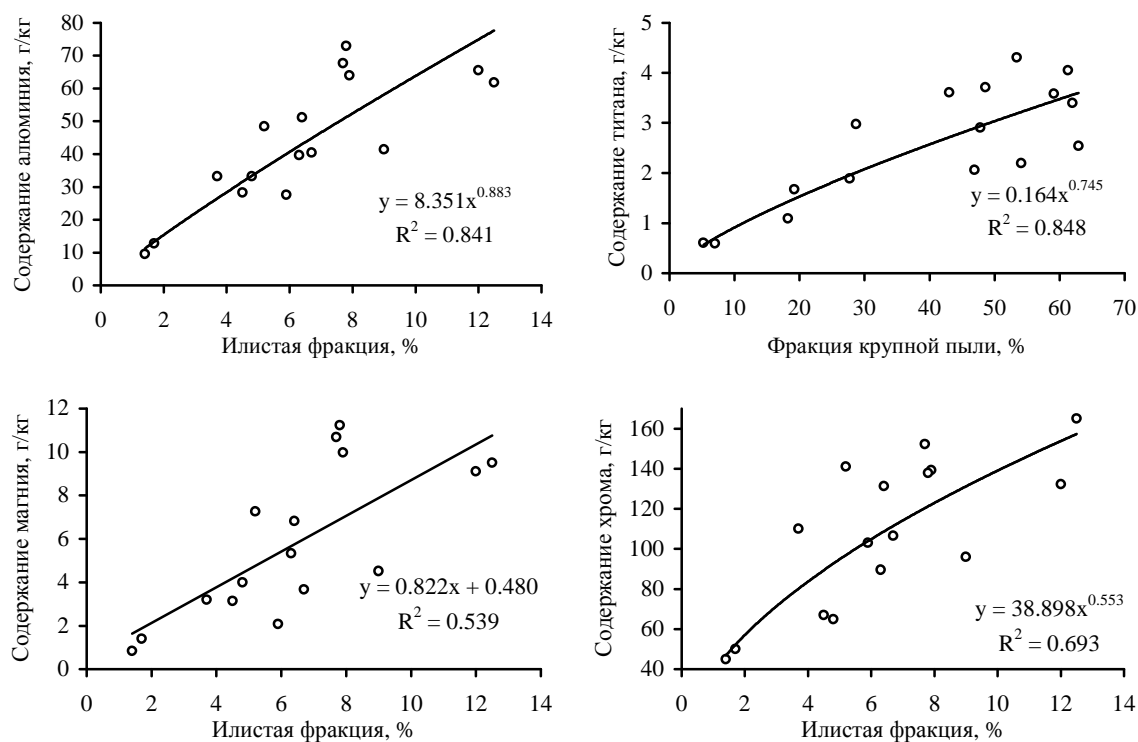 Содержание алюминия, г/кг
80
70
60
50
40
30
20
10
0
y = 8.351x^0.883
R² = 0.841
0 2 4 6 8 10 12 14
Илистая фракция, %
Содержание титана, г/кг
5
4
3
2
1
0
y = 0.164x^0.745
R² = 0.848
0 10 20 30 40 50 60 70
Фракция крупной пыли, %
Содержание магния, г/кг
12
10
8
6
4
2
0
y = 0.822x + 0.480
R² = 0.539
0 2 4 6 8 10 12 14
Илистая фракция, %
Содержание хрома, г/кг
160
140
120
100
80
60
40
y = 38.898x^0.553
R² = 0.693
0 2 4 6 8 10 12 14
Илистая фракция, %